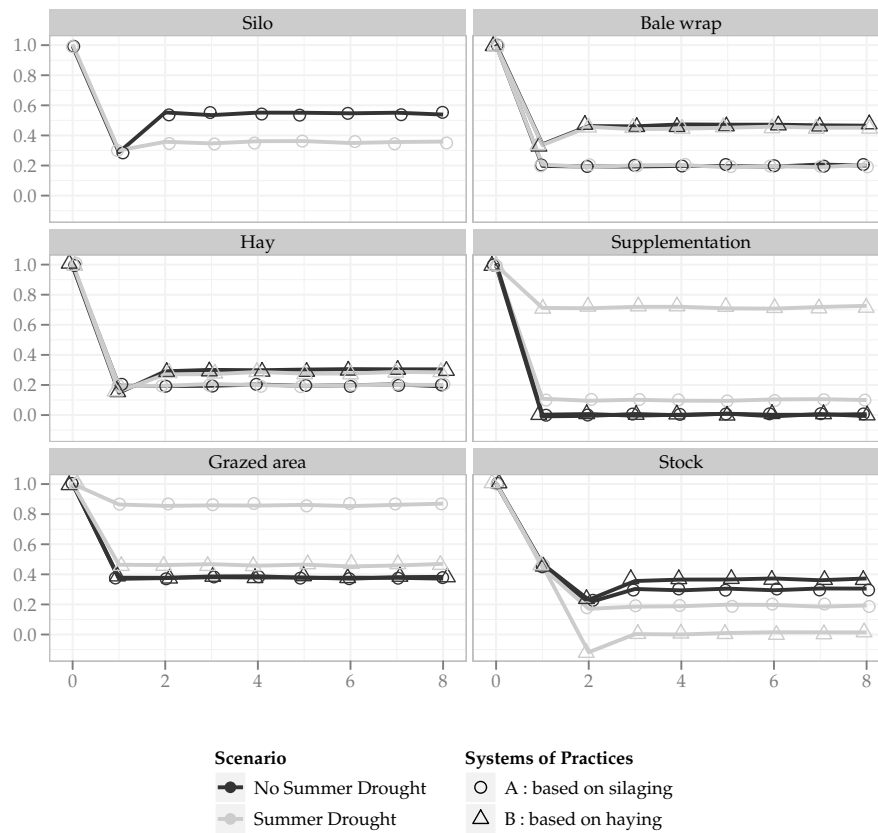 Silo
Bale wrap
1.0
0.8
0.6
0.4
0.2
0.0
Hay
Supplementation
1.0
0.8
0.6
0.4
0.2
0.0
Grazed area
Stock
1.0
0.8
0.6
0.4
0.2
0.0
0 2 4 6 8 0 2 4 6 8
Scenario
No Summer Drought
Summer Drought
Systems of Practices
A : based on silaging
B : based on haying